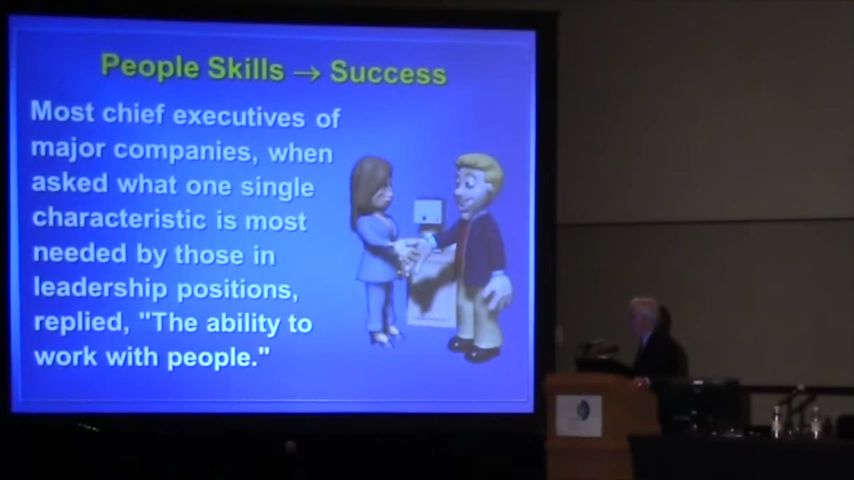 People Skills → Success
Most chief executives of
major companies, when
asked what one single
characteristic is most
needed by those in
leadership positions,
replied, "The ability to
work with people."